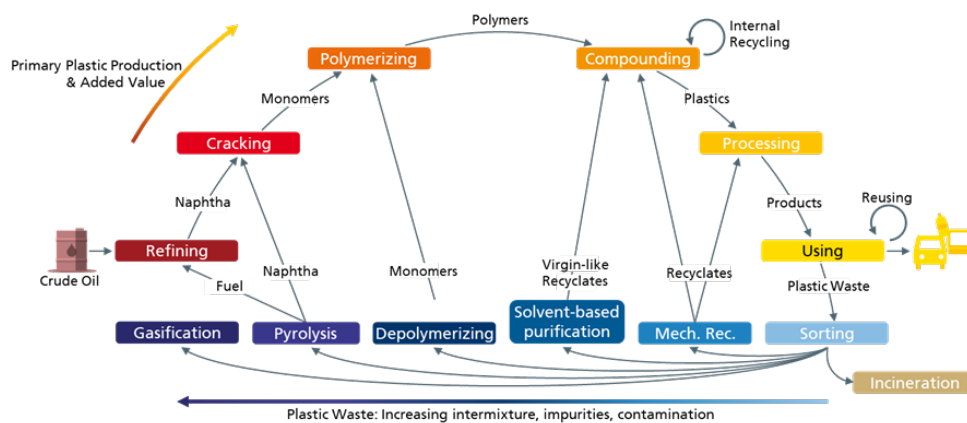 Polymers
Internal
Recycling
Primary Plastic Production
& Added Value
Polymerizing
Compounding
Monomers
Plastics
Cracking
Processing
Naphtha
Products
Reusing
Refining
Using
Crude Oil
Fuel
Naphtha
Monomers
Virgin-like
Recyclates
Recyclates
Plastic Waste
Gasification
Pyrolysis
Depolymerizing
Solvent-based
purification
Mech. Rec.
Sorting
Incineration
Plastic Waste: Increasing intermixture, impurities, contamination